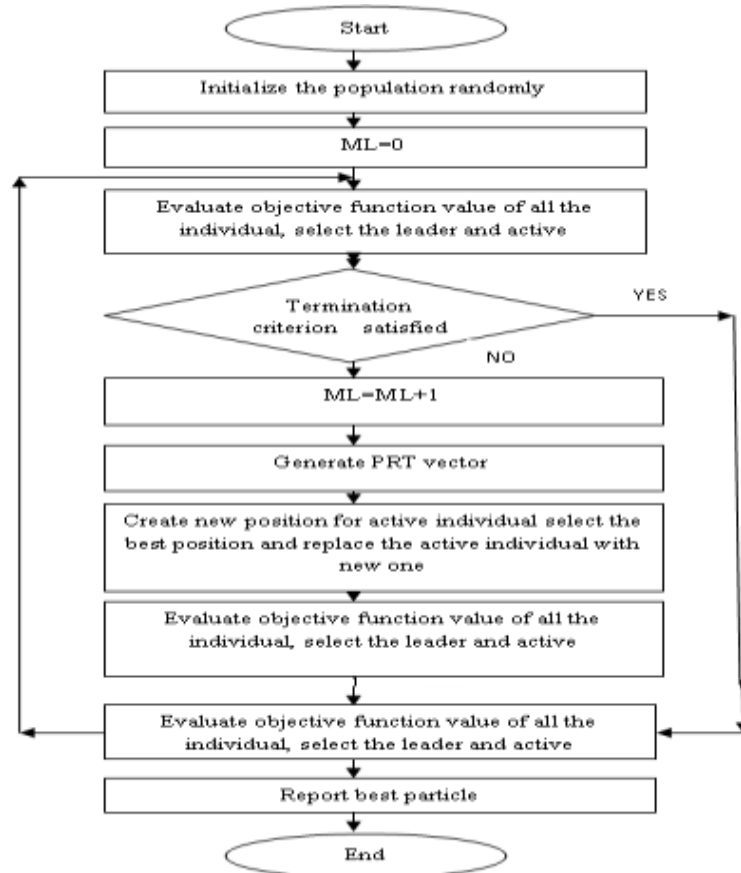 Start
Initialize the population randomly
ML=0
Evaluate objective function value of all the
individual, select the leader and active
Termination
criterion satisfied
YES
NO
ML=ML+1
Generate PRT vector
Create new position for active individual select the
best position and replace the active individual with
new one
Evaluate objective function value of all the
individual, select the leader and active
Evaluate objective function value of all the
individual, select the leader and active
Report best particle
End